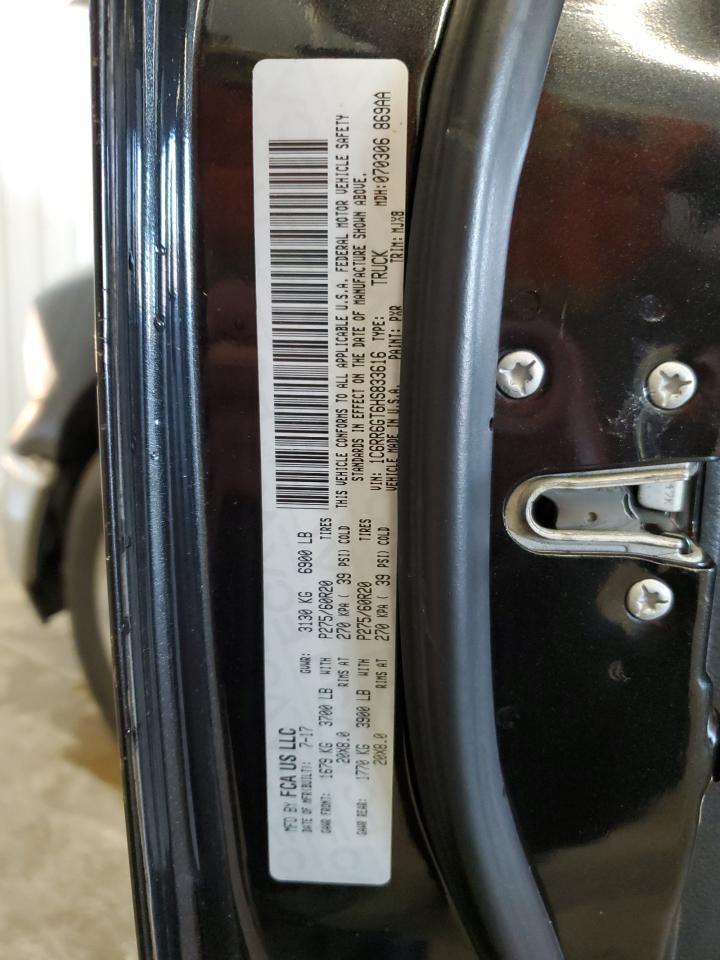 MFD BY FCA US LLC
DATE OF MFR(BUILT): 7-17 GVWR: 3130 KG 6900 LB
GAWR FRONT: 1679 KG 3700 LB WITH P275/60R20 TIRES
20X8.0 RIMS AT 270 KPA ( 39 PSI) COLD
GAWR REAR: 1770 KG 3900 LB WITH P275/60R20 TIRES
20X8.0 RIMS AT 270 KPA ( 39 PSI) COLD
THIS VEHICLE CONFORMS TO ALL APPLICABLE U.S.A. FEDERAL MOTOR VEHICLE SAFETY
STANDARDS IN EFFECT ON THE DATE OF MANUFACTURE SHOWN ABOVE.
VIN: 1C6RR6GT6HS833616 TYPE: TRUCK MDH:070306 869AA
VEHICLE MADE IN U.S.A. PAINT: PXR TRIM: MJX8